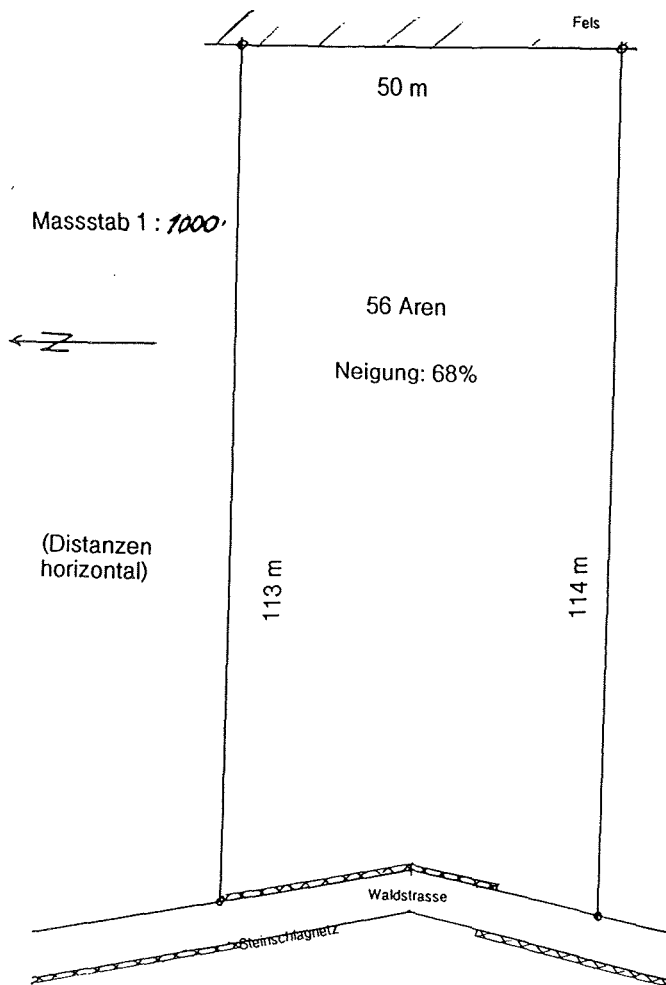 Fels
50 m
Massstab 1 : 1000
56 Aren
N
Neigung: 68%
(Distanzen
horizontal)
113 m
114 m
Waldstrasse
Steinschlagnetz